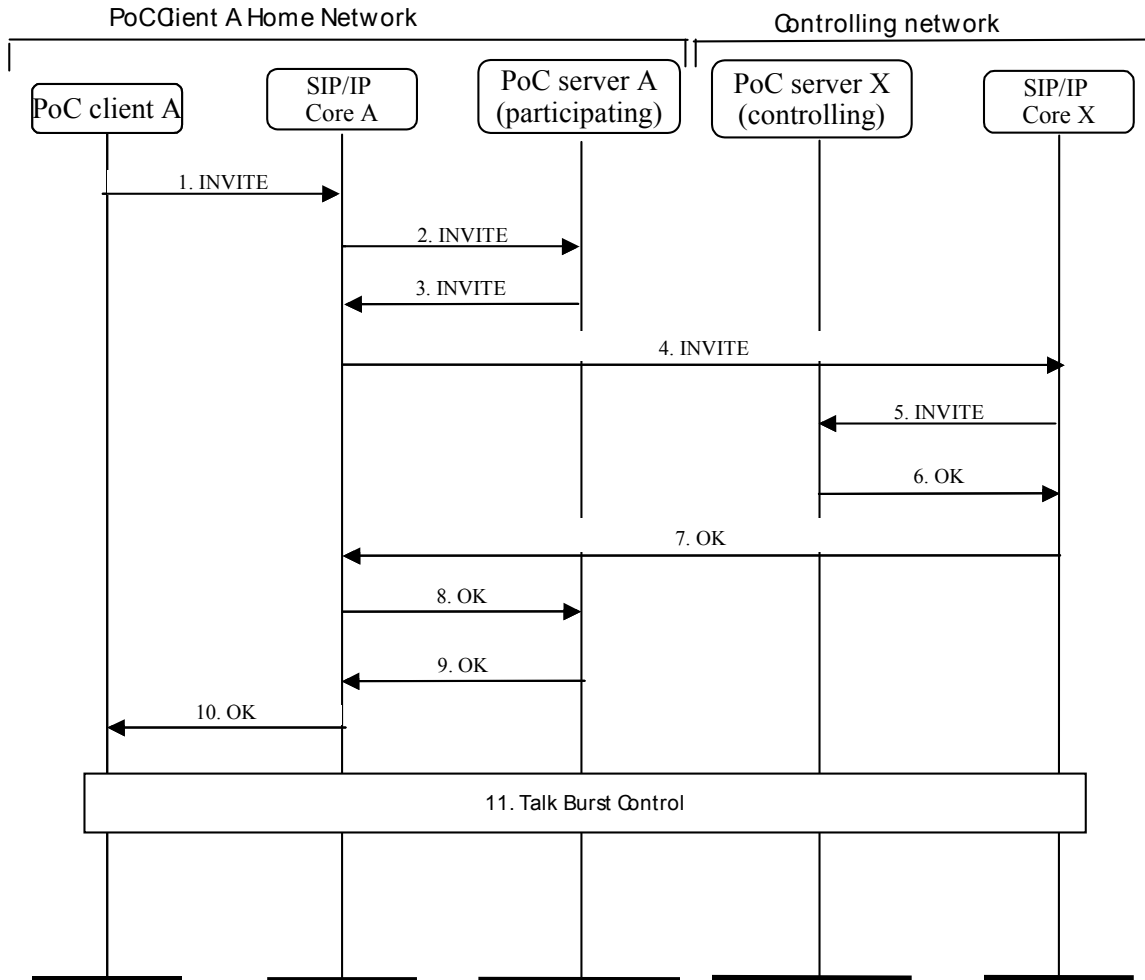 PoCClient A Home Network
Controlling network
PoC client A
SIP/IP
Core A
PoC server A
(participating)
PoC server X
(controlling)
SIP/IP
Core X
1. INVITE
2. INVITE
3. INVITE
4. INVITE
5. INVITE
6. OK
7. OK
8. OK
9. OK
10. OK
11. Talk Burst Control